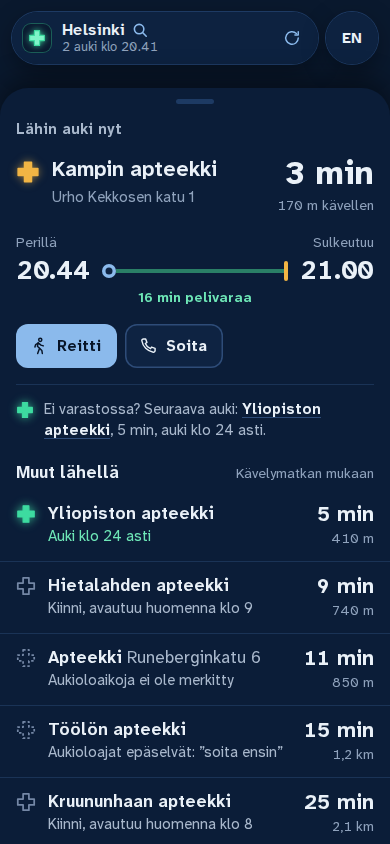 Helsinki
2 auki klo 20.41
EN
Lähin auki nyt
Kampin apteekki
3 min
Urho Kekkosen katu 1
170 m kävellen
Perillä
Sulkeutuu
20.44
21.00
16 min pelivaraa
Reitti
Soita
Ei varastossa? Seuraava auki: Yliopiston
apteekki, 5 min, auki klo 24 asti.
Muut lähellä
Kävelymatkan mukaan
Yliopiston apteekki
5 min
Auki klo 24 asti
410 m
Hietalahden apteekki
9 min
Kiinni, avautuu huomenna klo 9
740 m
Apteekki Runeberginkatu 6
11 min
Aukioloaikoja ei ole merkitty
850 m
Töölön apteekki
15 min
Aukioloajat epäselvät: ”soita ensin”
1,2 km
Kruununhaan apteekki
25 min
Kiinni, avautuu huomenna klo 8
2,1 km